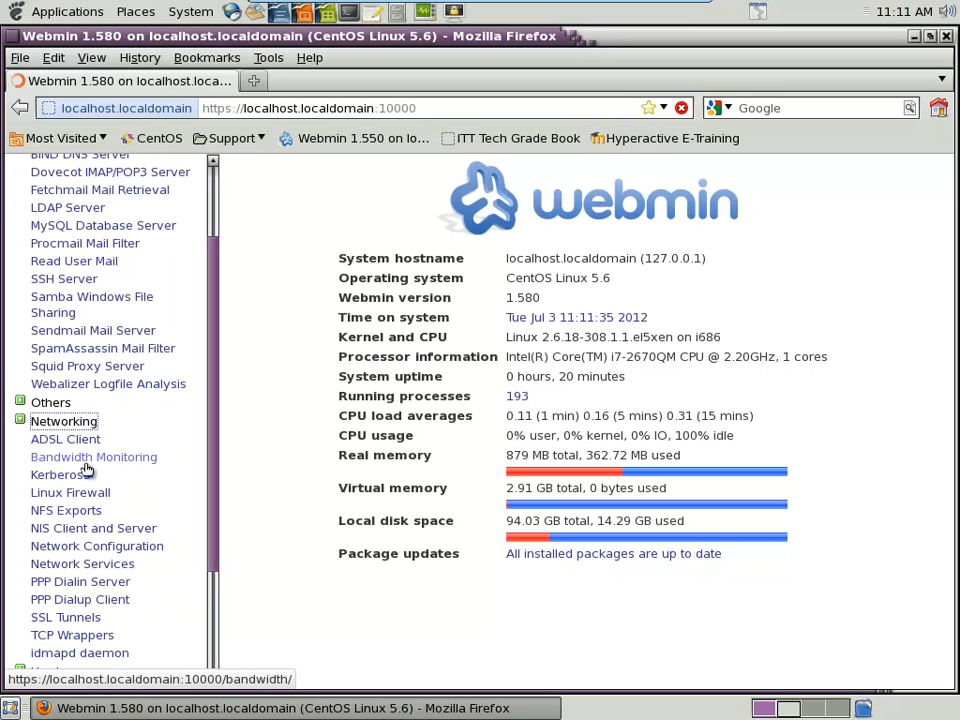 Applications Places System 11:11 AM
Webmin 1.580 on localhost.localdomain (CentOS Linux 5.6) - Mozilla Firefox
File Edit View History Bookmarks Tools Help
Webmin 1.580 on localhost.loca...
localhost.localdomain https://localhost.localdomain:10000 Google
Most Visited CentOS Support Webmin 1.550 on lo... ITT Tech Grade Book Hyperactive E-Training
BIND DNS Server
Dovecot IMAP/POP3 Server
Fetchmail Mail Retrieval
LDAP Server
MySQL Database Server
Procmail Mail Filter
Read User Mail
SSH Server
Samba Windows File
Sharing
Sendmail Mail Server
SpamAssassin Mail Filter
Squid Proxy Server
Webalizer Logfile Analysis
Others
Networking
ADSL Client
Bandwidth Monitoring
Kerberos
Linux Firewall
NFS Exports
NIS Client and Server
Network Configuration
Network Services
PPP Dialin Server
PPP Dialup Client
SSL Tunnels
TCP Wrappers
idmapd daemon
webmin
System hostname localhost.localdomain (127.0.0.1)
Operating system CentOS Linux 5.6
Webmin version 1.580
Time on system Tue Jul 3 11:11:35 2012
Kernel and CPU Linux 2.6.18-308.1.1.el5xen on i686
Processor information Intel(R) Core(TM) i7-2670QM CPU @ 2.20GHz, 1 cores
System uptime 0 hours, 20 minutes
Running processes 193
CPU load averages 0.11 (1 min) 0.16 (5 mins) 0.31 (15 mins)
CPU usage 0% user, 0% kernel, 0% IO, 100% idle
Real memory 879 MB total, 362.72 MB used
Virtual memory 2.91 GB total, 0 bytes used
Local disk space 94.03 GB total, 14.29 GB used
Package updates All installed packages are up to date
https://localhost.localdomain:10000/bandwidth/
Webmin 1.580 on localhost.localdomain (CentOS Linux 5.6) - Mozilla Firefox